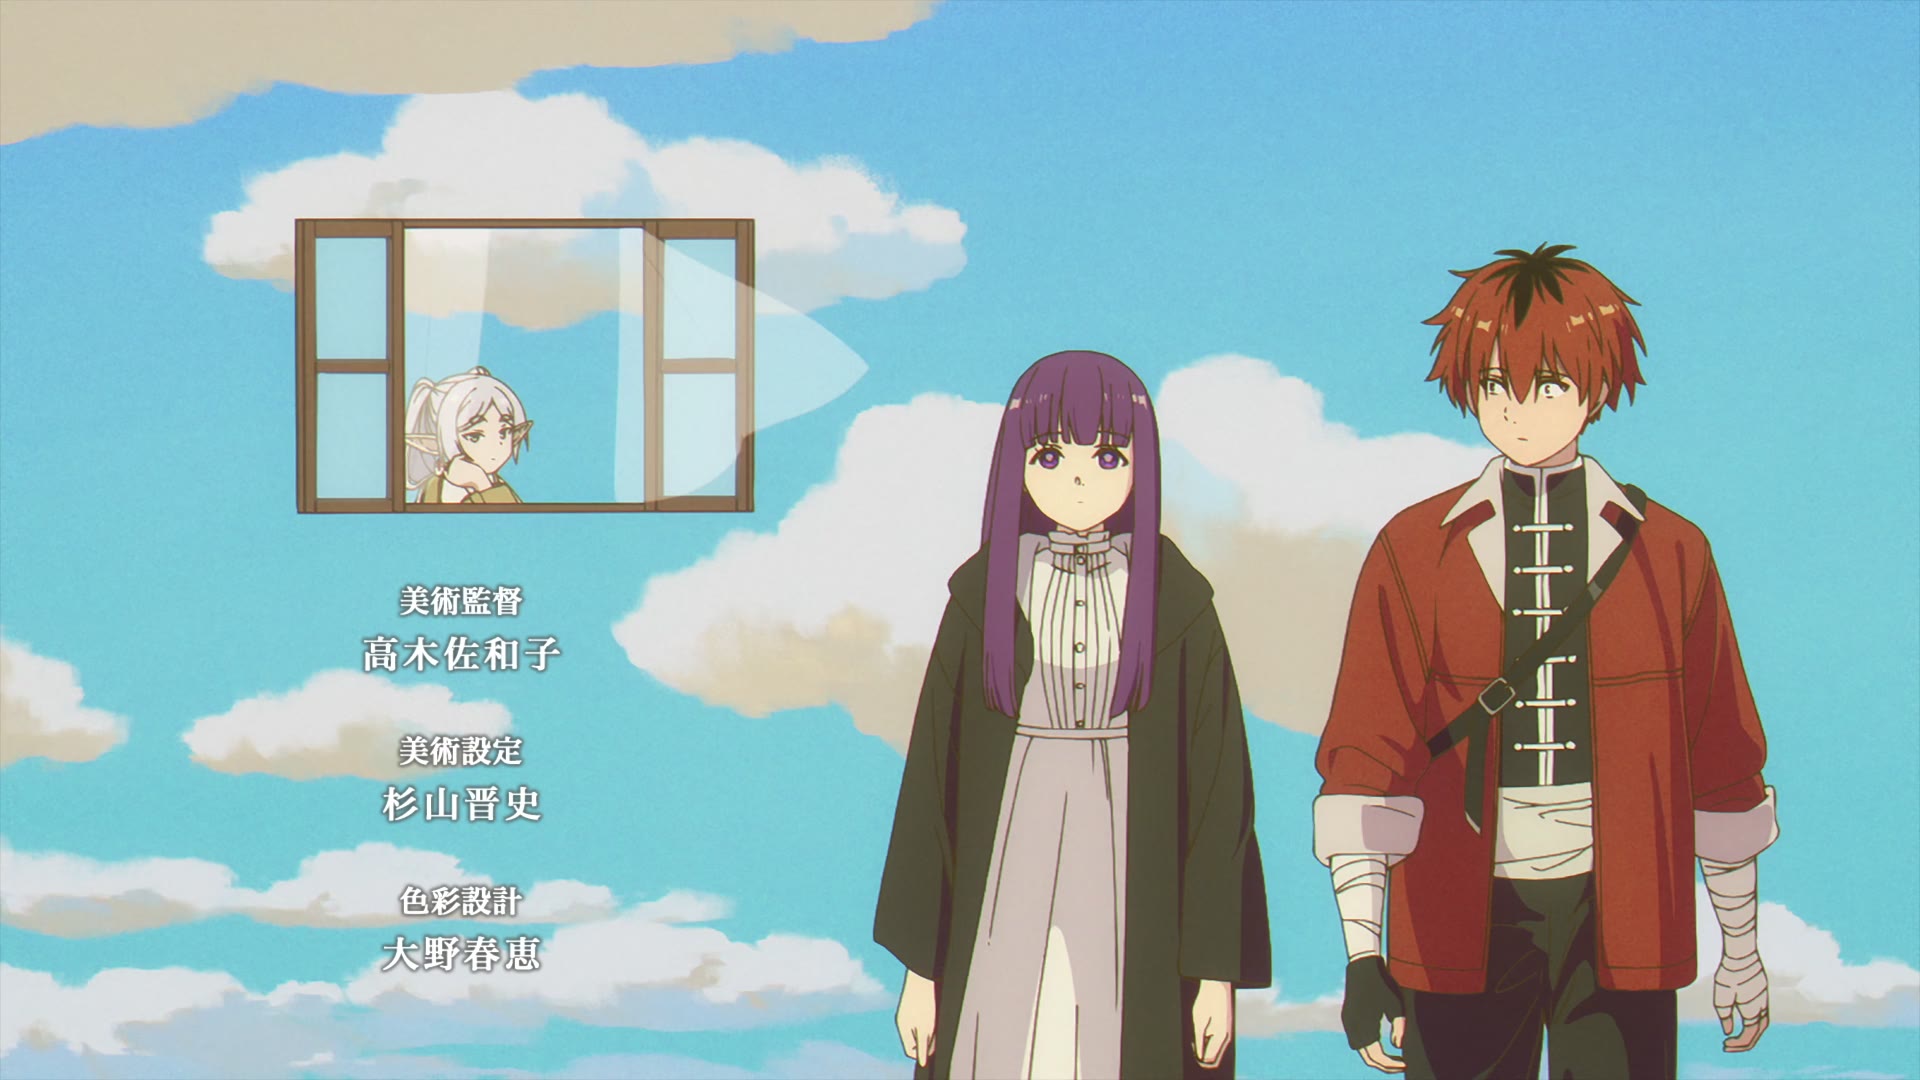 美術監督
高木佐和子
美術設定
杉山晋史
色彩設計
大野春恵